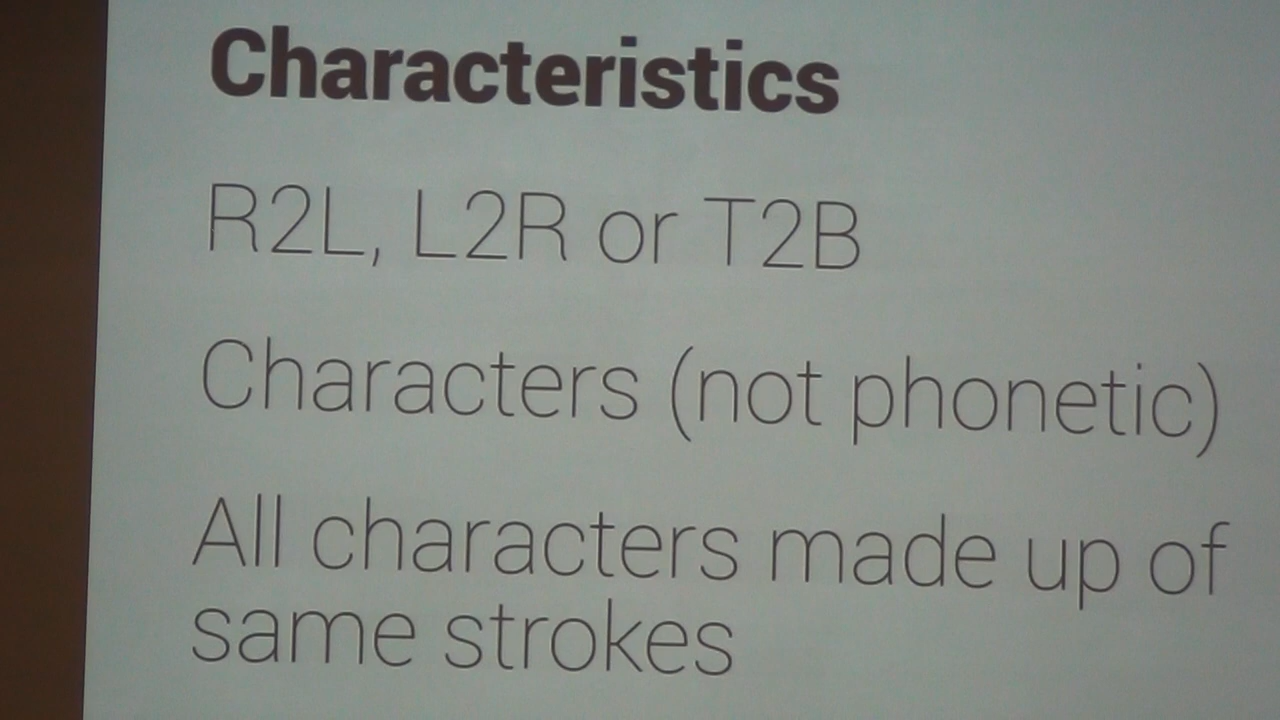 Characteristics
R2L, L2R or T2B
Characters (not phonetic)
All characters made up of
same strokes